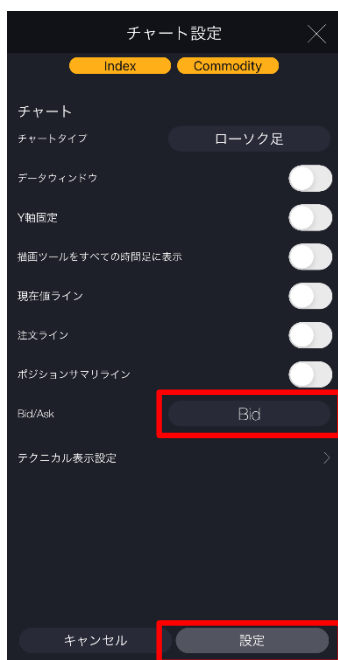 チャート設定
Index Commodity
チャート
チャートタイプ ローソク足
データウィンドウ
Y軸固定
描画ツールをすべての時間足に表示
現在値ライン
注文ライン
ポジションサマリライン
Bid/Ask Bid
テクニカル表示設定
キャンセル 設定